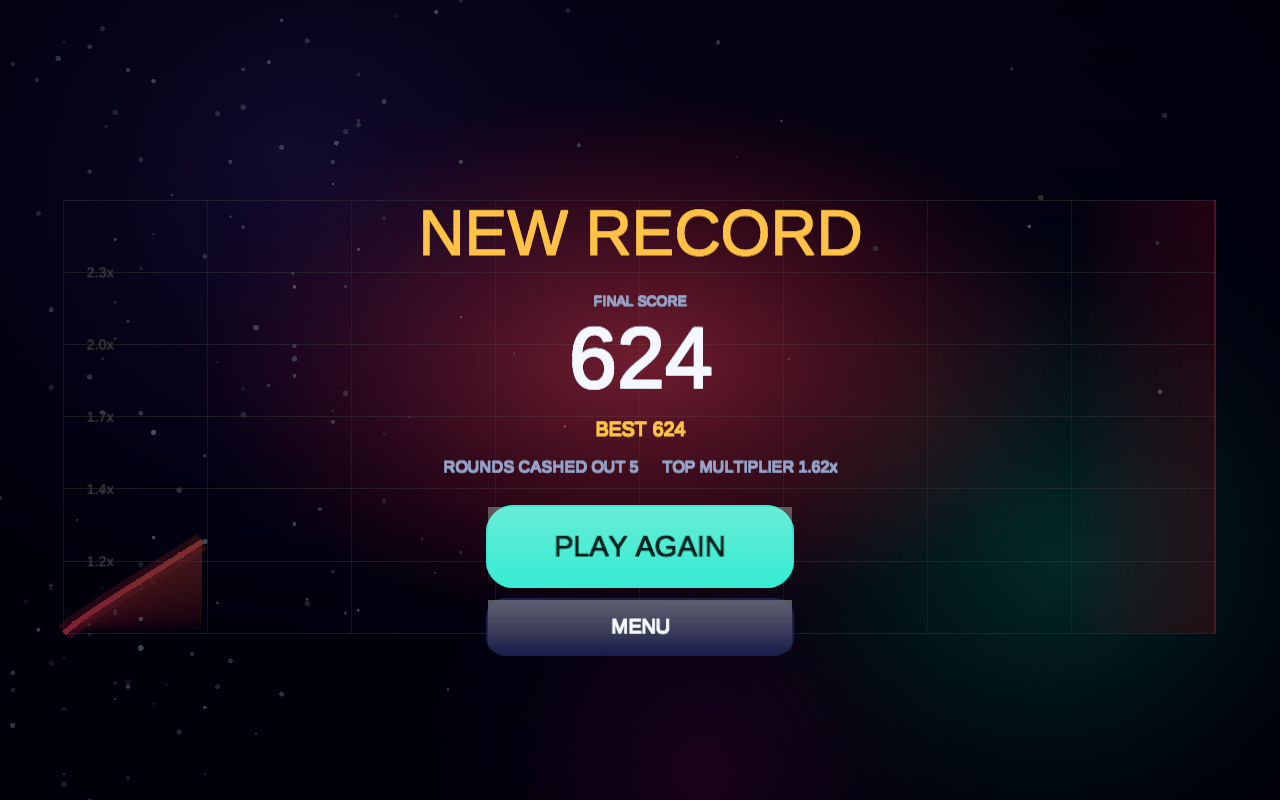 NEW RECORD
2.3x
FINAL SCORE
2.0x
624
1.7x
BEST 624
ROUNDS CASHED OUT 5 TOP MULTIPLIER 1.62x
1.4x
PLAY AGAIN
1.2x
MENU